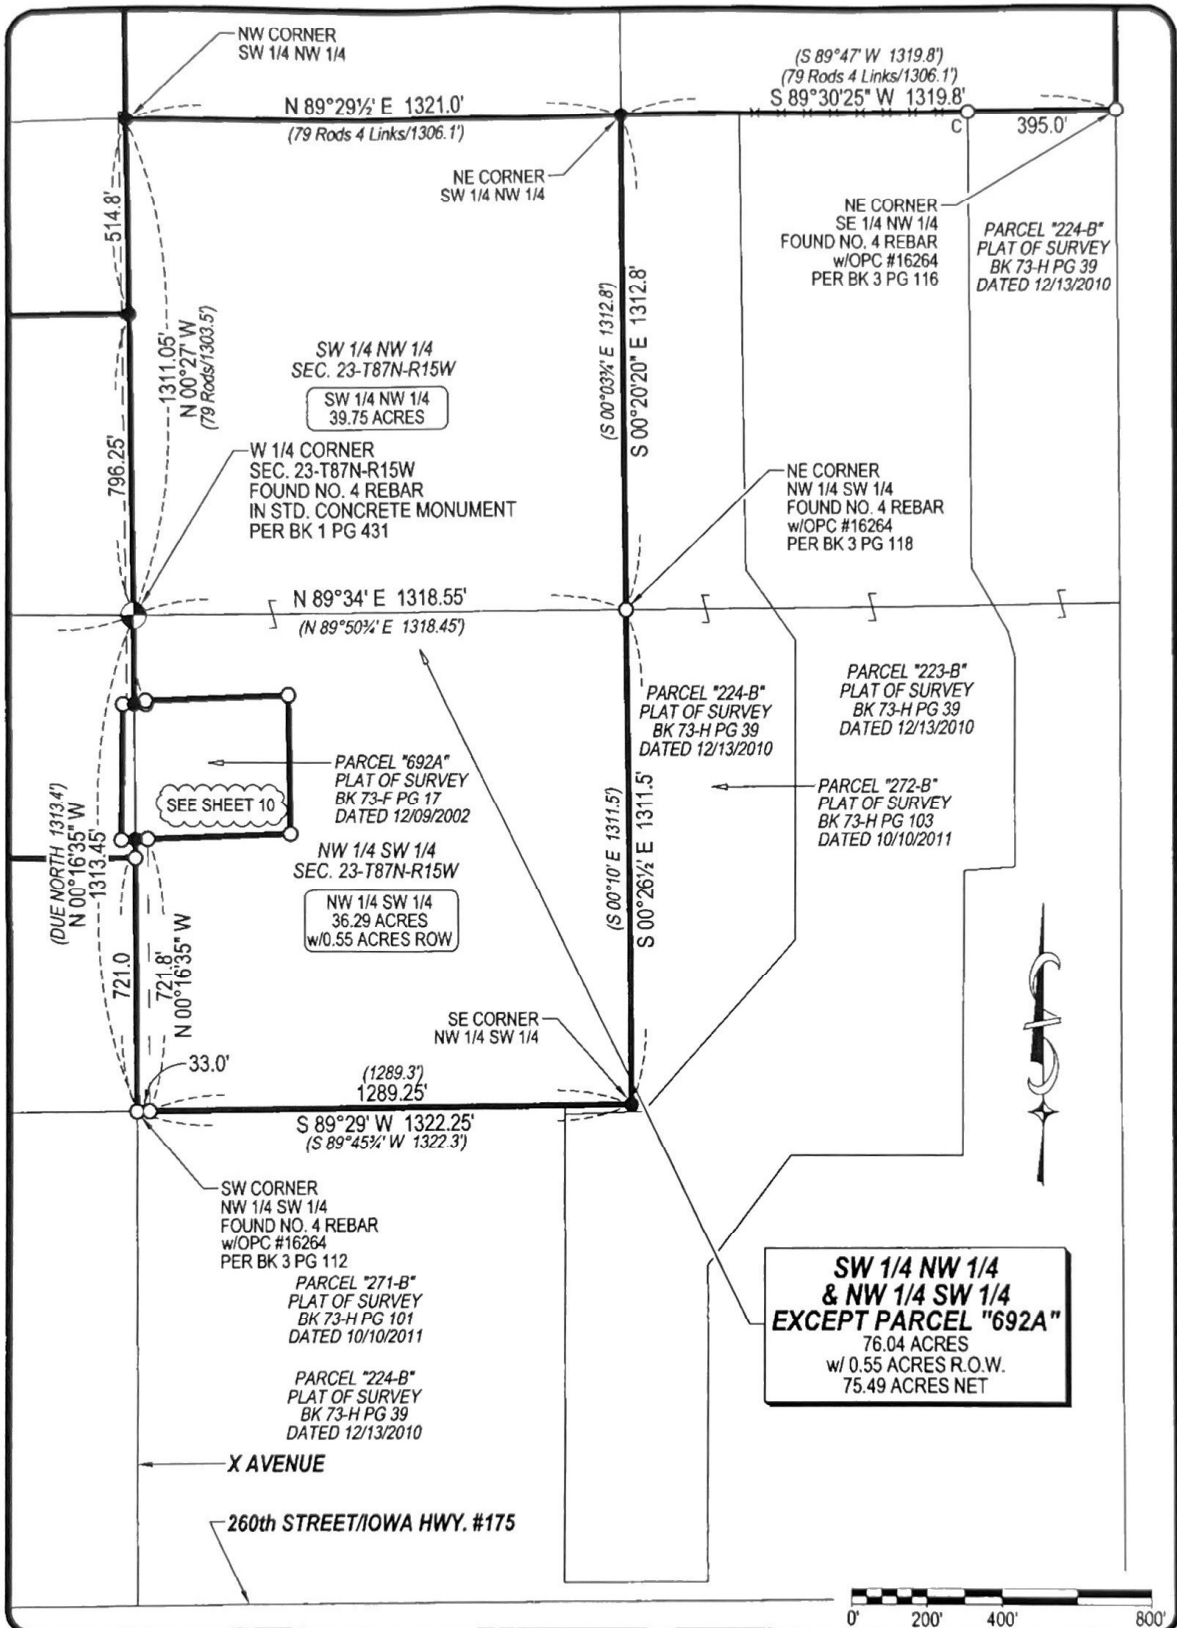 NW CORNER
SW 1/4 NW 1/4
(S 89°47' W 1319.8')
(79 Rods 4 Links/1306.1')
S 89°30'25" W 1319.8'
N 89°29½' E 1321.0'
(79 Rods 4 Links/1306.1')
C
395.0'
NE CORNER
SW 1/4 NW 1/4
NE CORNER
SE 1/4 NW 1/4
FOUND NO. 4 REBAR
w/OPC #16264
PER BK 3 PG 116
PARCEL "224-B"
PLAT OF SURVEY
BK 73-H PG 39
DATED 12/13/2010
514.8'
1311.05'
N 00°27' W
(79 Rods/1303.5')
SW 1/4 NW 1/4
SEC. 23-T87N-R15W
SW 1/4 NW 1/4
39.75 ACRES
(S 00°03¾' E 1312.8')
S 00°20'20" E 1312.8'
796.25'
W 1/4 CORNER
SEC. 23-T87N-R15W
FOUND NO. 4 REBAR
IN STD. CONCRETE MONUMENT
PER BK 1 PG 431
NE CORNER
NW 1/4 SW 1/4
FOUND NO. 4 REBAR
w/OPC #16264
PER BK 3 PG 118
N 89°34' E 1318.55'
(N 89°50¾' E 1318.45')
PARCEL "224-B"
PLAT OF SURVEY
BK 73-H PG 39
DATED 12/13/2010
PARCEL "223-B"
PLAT OF SURVEY
BK 73-H PG 39
DATED 12/13/2010
PARCEL "692A"
PLAT OF SURVEY
BK 73-F PG 17
DATED 12/09/2002
SEE SHEET 10
PARCEL "272-B"
PLAT OF SURVEY
BK 73-H PG 103
DATED 10/10/2011
(DUE NORTH 1313.4')
N 00°16'35" W
1313.45'
NW 1/4 SW 1/4
SEC. 23-T87N-R15W
NW 1/4 SW 1/4
36.29 ACRES
w/0.55 ACRES ROW
(S 00°10' E 1311.5')
S 00°26½' E 1311.5'
721.0
721.8'
N 00°16'35" W
SE CORNER
NW 1/4 SW 1/4
33.0'
(1289.3')
1289.25'
S 89°29' W 1322.25'
(S 89°45¾' W 1322.3')
SW CORNER
NW 1/4 SW 1/4
FOUND NO. 4 REBAR
w/OPC #16264
PER BK 3 PG 112
PARCEL "271-B"
PLAT OF SURVEY
BK 73-H PG 101
DATED 10/10/2011
SW 1/4 NW 1/4
& NW 1/4 SW 1/4
EXCEPT PARCEL "692A"
76.04 ACRES
w/ 0.55 ACRES R.O.W.
75.49 ACRES NET
PARCEL "224-B"
PLAT OF SURVEY
BK 73-H PG 39
DATED 12/13/2010
X AVENUE
260th STREET/IOWA HWY. #175
0' 200' 400' 800'